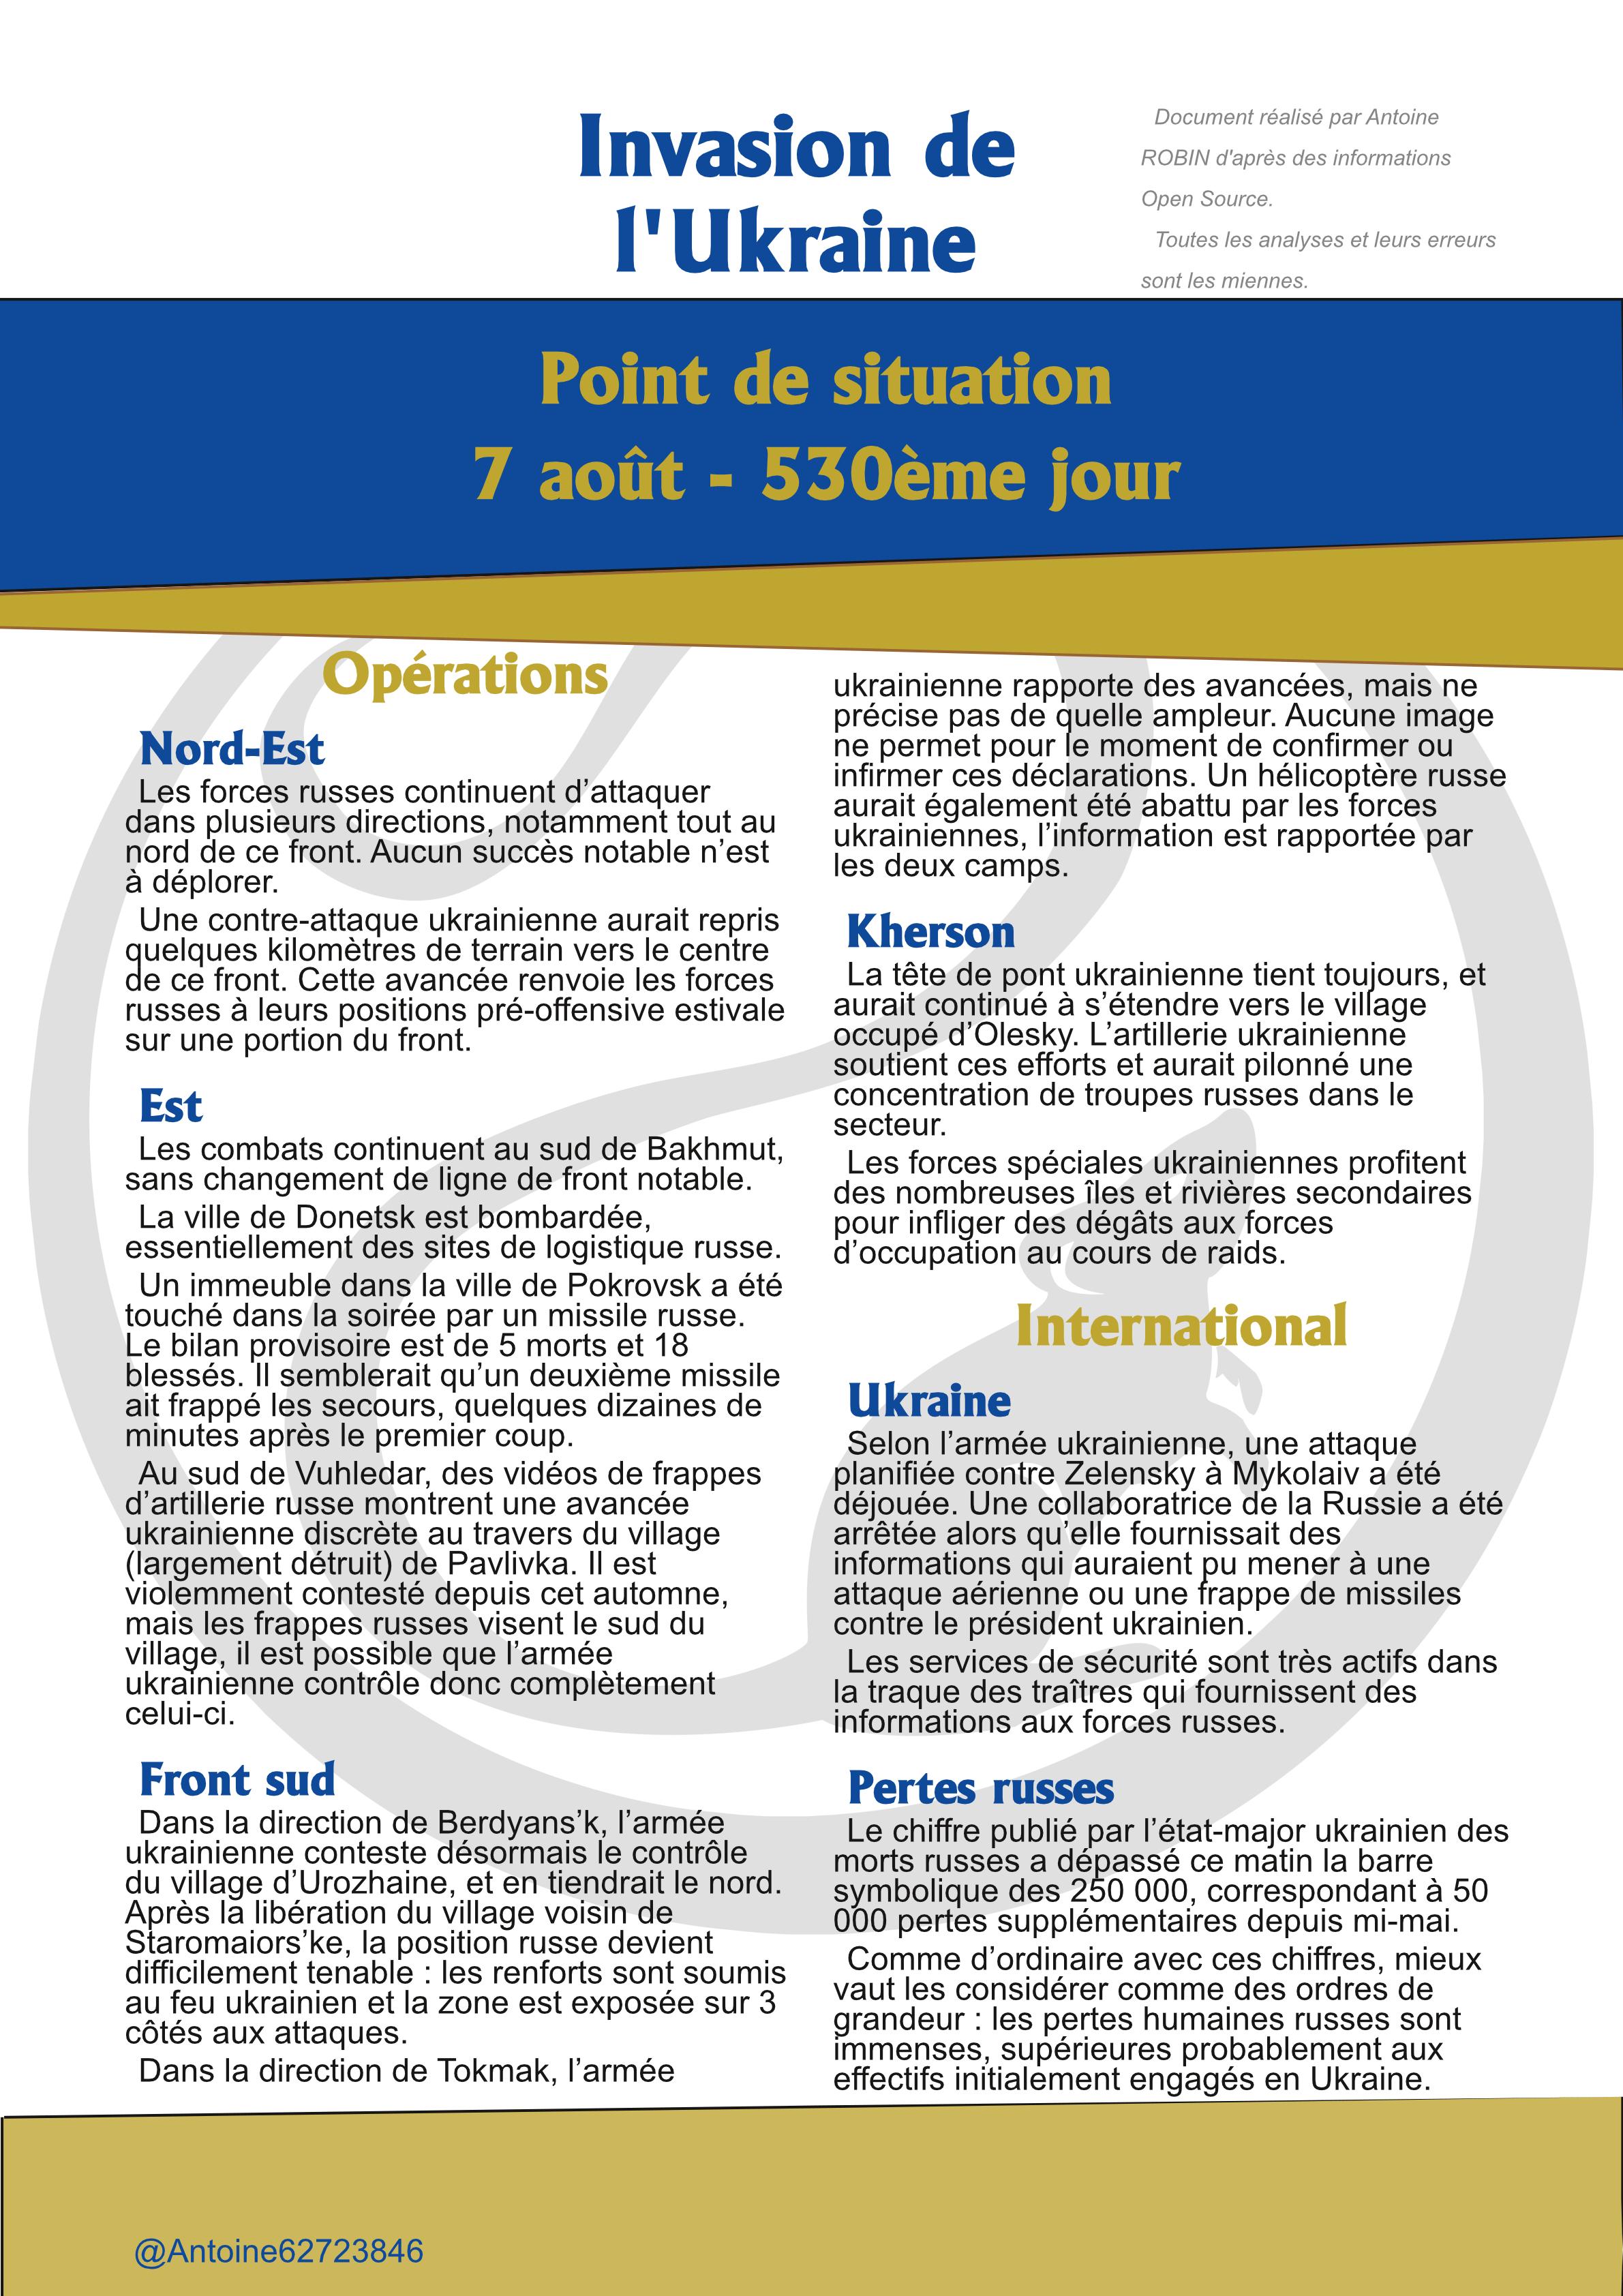 Invasion de
l'Ukraine
Document réalisé par Antoine
ROBIN d'après des informations
Open Source.
Toutes les analyses et leurs erreurs
sont les miennes.
Point de situation
7 août - 530ème jour
Opérations
Nord-Est
Les forces russes continuent d’attaquer
dans plusieurs directions, notamment tout au
nord de ce front. Aucun succès notable n’est
à déplorer.
Une contre-attaque ukrainienne aurait repris
quelques kilomètres de terrain vers le centre
de ce front. Cette avancée renvoie les forces
russes à leurs positions pré-offensive estivale
sur une portion du front.
Est
Les combats continuent au sud de Bakhmut,
sans changement de ligne de front notable.
La ville de Donetsk est bombardée,
essentiellement des sites de logistique russe.
Un immeuble dans la ville de Pokrovsk a été
touché dans la soirée par un missile russe.
Le bilan provisoire est de 5 morts et 18
blessés. Il semblerait qu’un deuxième missile
ait frappé les secours, quelques dizaines de
minutes après le premier coup.
Au sud de Vuhledar, des vidéos de frappes
d’artillerie russe montrent une avancée
ukrainienne discrète au travers du village
(largement détruit) de Pavlivka. Il est
violemment contesté depuis cet automne,
mais les frappes russes visent le sud du
village, il est possible que l’armée
ukrainienne contrôle donc complètement
celui-ci.
Front sud
Dans la direction de Berdyans’k, l’armée
ukrainienne conteste désormais le contrôle
du village d’Urozhaine, et en tiendrait le nord.
Après la libération du village voisin de
Staromaiors’ke, la position russe devient
difficilement tenable : les renforts sont soumis
au feu ukrainien et la zone est exposée sur 3
côtés aux attaques.
Dans la direction de Tokmak, l’armée
ukrainienne rapporte des avancées, mais ne
précise pas de quelle ampleur. Aucune image
ne permet pour le moment de confirmer ou
infirmer ces déclarations. Un hélicoptère russe
aurait également été abattu par les forces
ukrainiennes, l’information est rapportée par
les deux camps.
Kherson
La tête de pont ukrainienne tient toujours, et
aurait continué à s’étendre vers le village
occupé d’Olesky. L’artillerie ukrainienne
soutient ces efforts et aurait pilonné une
concentration de troupes russes dans le
secteur.
Les forces spéciales ukrainiennes profitent
des nombreuses îles et rivières secondaires
pour infliger des dégâts aux forces
d’occupation au cours de raids.
International
Ukraine
Selon l’armée ukrainienne, une attaque
planifiée contre Zelensky à Mykolaiv a été
déjouée. Une collaboratrice de la Russie a été
arrêtée alors qu’elle fournissait des
informations qui auraient pu mener à une
attaque aérienne ou une frappe de missiles
contre le président ukrainien.
Les services de sécurité sont très actifs dans
la traque des traîtres qui fournissent des
informations aux forces russes.
Pertes russes
Le chiffre publié par l’état-major ukrainien des
morts russes a dépassé ce matin la barre
symbolique des 250 000, correspondant à 50
000 pertes supplémentaires depuis mi-mai.
Comme d’ordinaire avec ces chiffres, mieux
vaut les considérer comme des ordres de
grandeur : les pertes humaines russes sont
immenses, supérieures probablement aux
effectifs initialement engagés en Ukraine.
@Antoine62723846